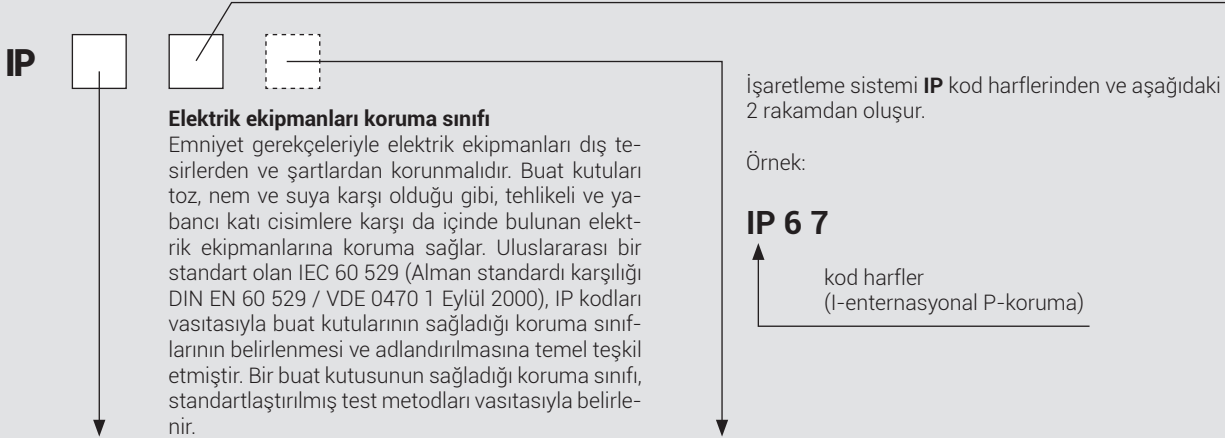 IP
Elektrik ekipmanları koruma sınıfı
Emniyet gerekçeleriyle elektrik ekipmanları dış te-
sirlerden ve şartlardan korunmalıdır. Buat kutuları
toz, nem ve suya karşı olduğu gibi, tehlikeli ve ya-
bancı katı cisimlere karşı da içinde bulunan elekt-
rik ekipmanlarına koruma sağlar. Uluslararası bir
standart olan IEC 60 529 (Alman standardı karşılığı
DIN EN 60 529 / VDE 0470 1 Eylül 2000), IP kodları
vasıtasıyla buat kutularının sağladığı koruma sınıf-
larının belirlenmesi ve adlandırılmasına temel teşkil
etmiştir. Bir buat kutusunun sağladığı koruma sınıfı,
standartlaştırılmış test metodları vasıtasıyla belirle-
nir.
İşaretleme sistemi IP kod harflerinden ve aşağıdaki
2 rakamdan oluşur.
Örnek:
IP 6 7
kod harfler
(I-enternasyonal P-koruma)